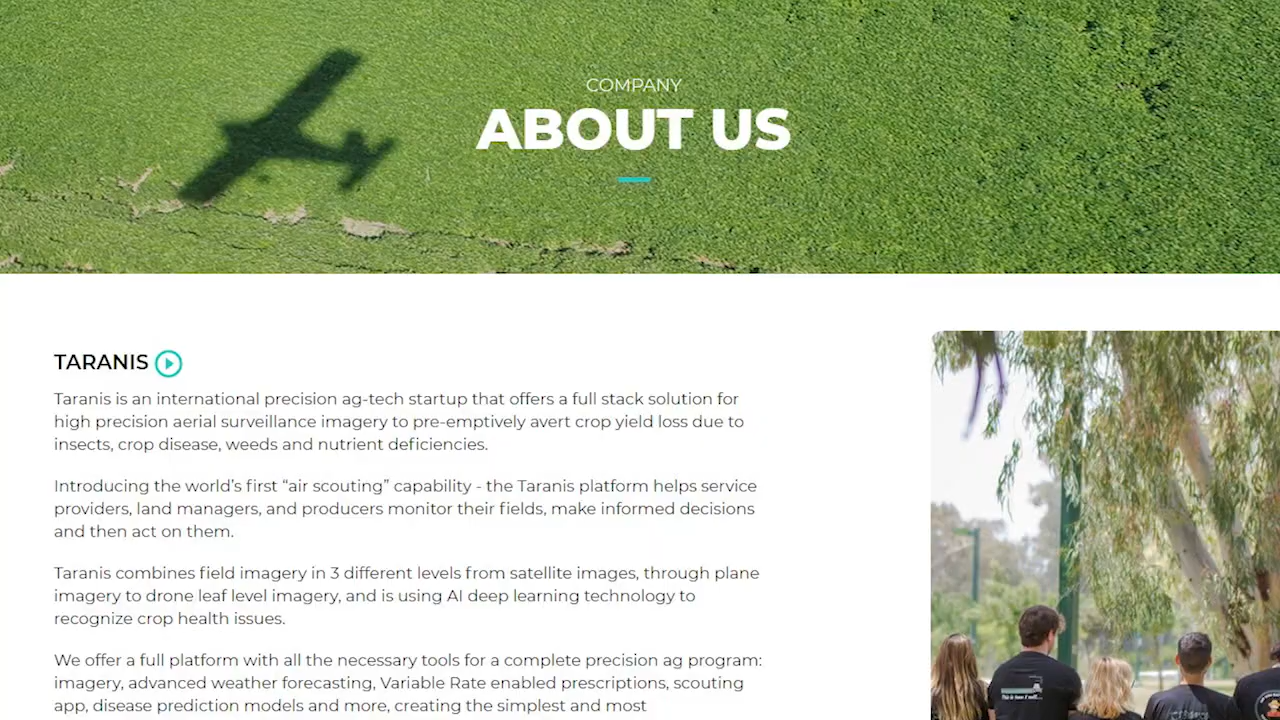 COMPANY
ABOUT US
TARANIS
Taranis is an international precision ag-tech startup that offers a full stack solution for
high precision aerial surveillance imagery to pre-emptively avert crop yield loss due to
insects, crop disease, weeds and nutrient deficiencies.
Introducing the world’s first “air scouting” capability - the Taranis platform helps service
providers, land managers, and producers monitor their fields, make informed decisions
and then act on them.
Taranis combines field imagery in 3 different levels from satellite images, through plane
imagery to drone leaf level imagery, and is using AI deep learning technology to
recognize crop health issues.
We offer a full platform with all the necessary tools for a complete precision ag program:
imagery, advanced weather forecasting, Variable Rate enabled prescriptions, scouting
app, disease prediction models and more, creating the simplest and most